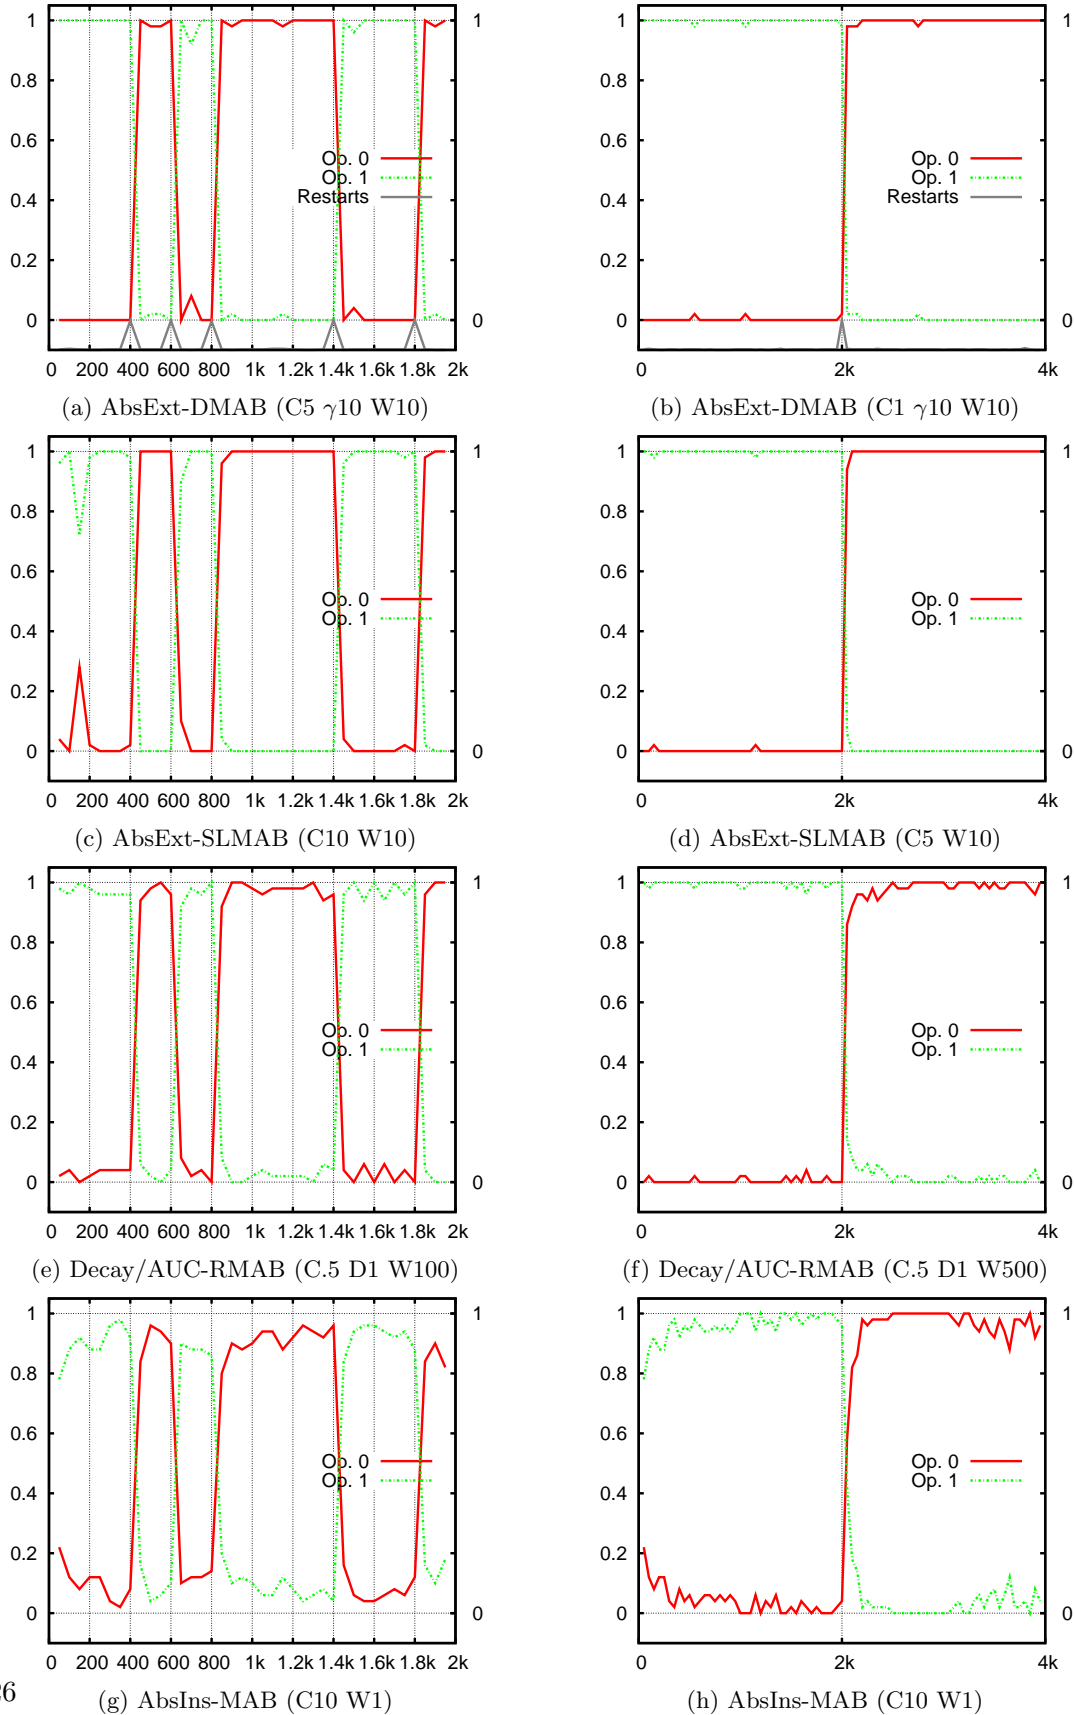 1
0.8
0.6
0.4
0.2
0
1
0
Op. 0
Op. 1
Restarts
0 200 400 600 800 1k 1.2k 1.4k 1.6k 1.8k 2k
(a) AbsExt-DMAB (C5 γ10 W10)
1
0.8
0.6
0.4
0.2
0
1
0
Op. 0
Op. 1
Restarts
0 2k 4k
(b) AbsExt-DMAB (C1 γ10 W10)
1
0.8
0.6
0.4
0.2
0
1
0
Op. 0
Op. 1
0 200 400 600 800 1k 1.2k 1.4k 1.6k 1.8k 2k
(c) AbsExt-SLMAB (C10 W10)
1
0.8
0.6
0.4
0.2
0
1
0
Op. 0
Op. 1
0 2k 4k
(d) AbsExt-SLMAB (C5 W10)
1
0.8
0.6
0.4
0.2
0
1
0
Op. 0
Op. 1
0 200 400 600 800 1k 1.2k 1.4k 1.6k 1.8k 2k
(e) Decay/AUC-RMAB (C.5 D1 W100)
1
0.8
0.6
0.4
0.2
0
1
0
Op. 0
Op. 1
0 2k 4k
(f) Decay/AUC-RMAB (C.5 D1 W500)
1
0.8
0.6
0.4
0.2
0
1
0
Op. 0
Op. 1
0 200 400 600 800 1k 1.2k 1.4k 1.6k 1.8k 2k
(g) AbsIns-MAB (C10 W1)
1
0.8
0.6
0.4
0.2
0
1
0
Op. 0
Op. 1
0 2k 4k
(h) AbsIns-MAB (C10 W1)
26